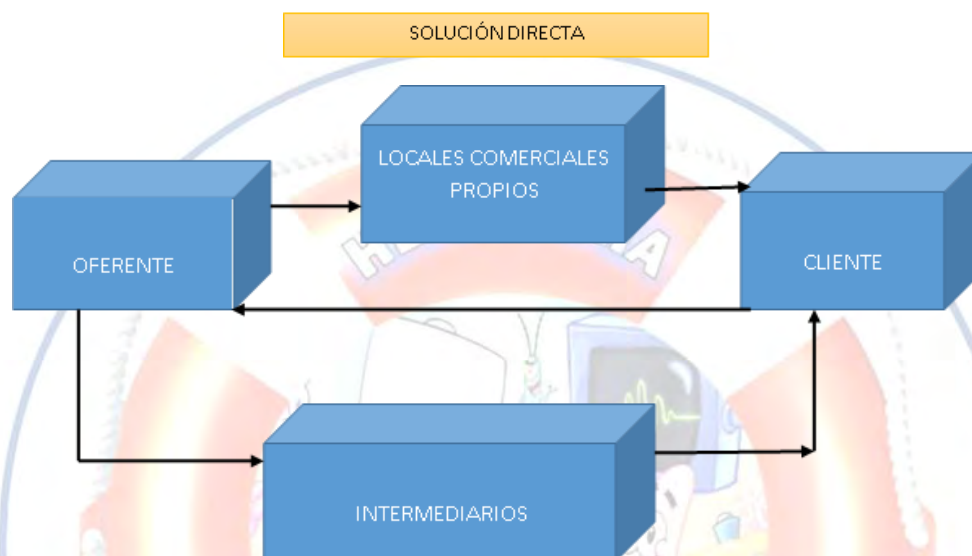 SOLUCIÓN DIRECTA
LOCALES COMERCIALES
PROPIOS
OFERENTE
CLIENTE
INTERMEDIARIOS